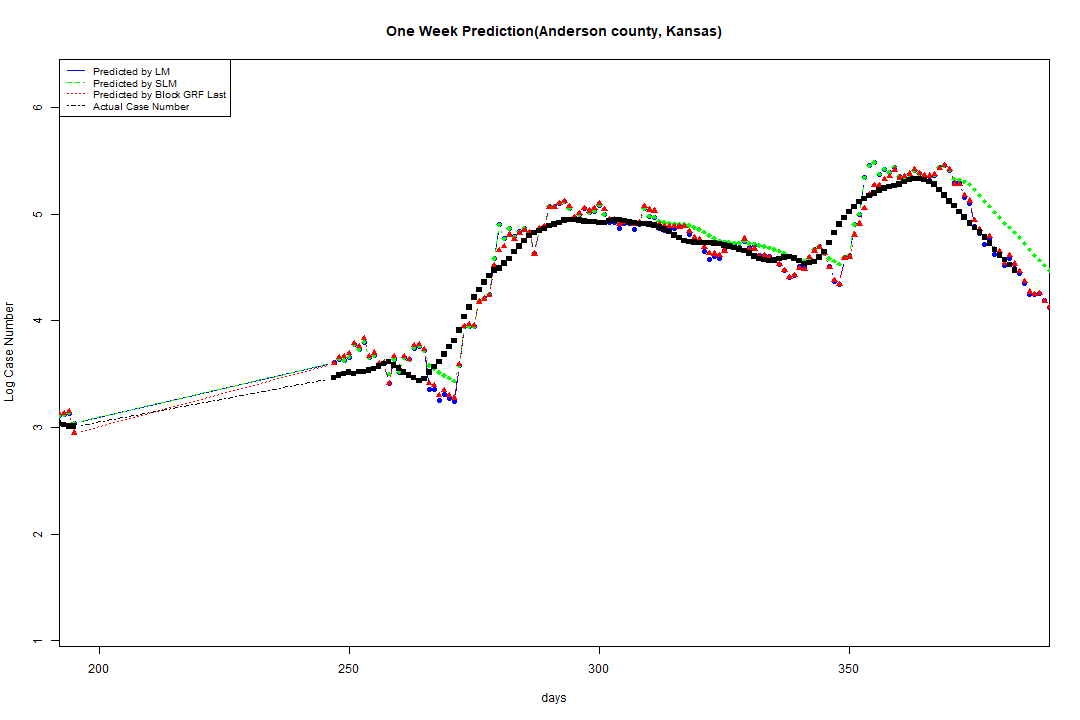 One Week Prediction(Anderson county, Kansas)
Predicted by LM
Predicted by SLM
Predicted by Block GRF Last
Actual Case Number
Log Case Number
6
5
4
3
2
1
200 250 300 350
days